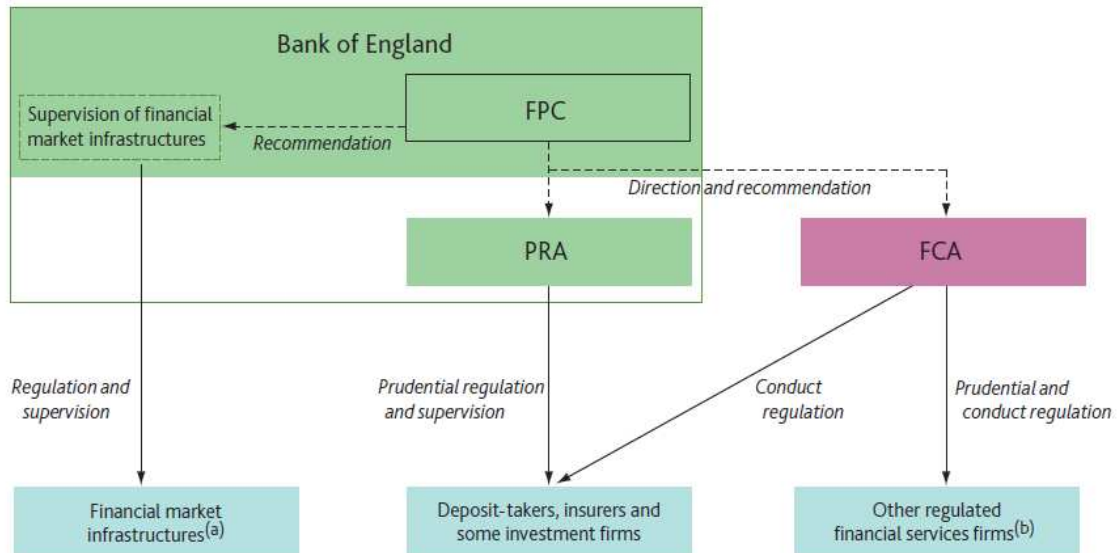 Bank of England
FPC
Supervision of financial
market infrastructures
Recommendation
Direction and recommendation
PRA
FCA
Regulation and
supervision
Prudential regulation
and supervision
Conduct
regulation
Prudential and
conduct regulation
Financial market
infrastructures(a)
Deposit-takers, insurers and
some investment firms
Other regulated
financial services firms(b)